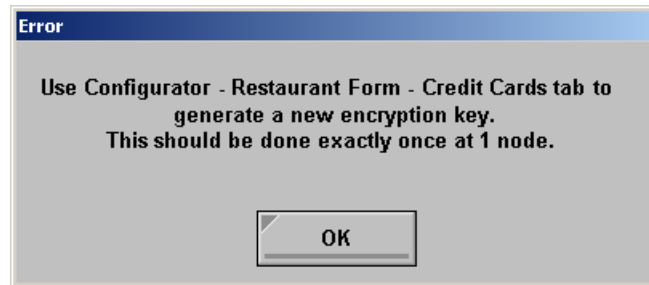 Error
Use Configurator - Restaurant Form - Credit Cards tab to
generate a new encryption key.
This should be done exactly once at 1 node.
OK